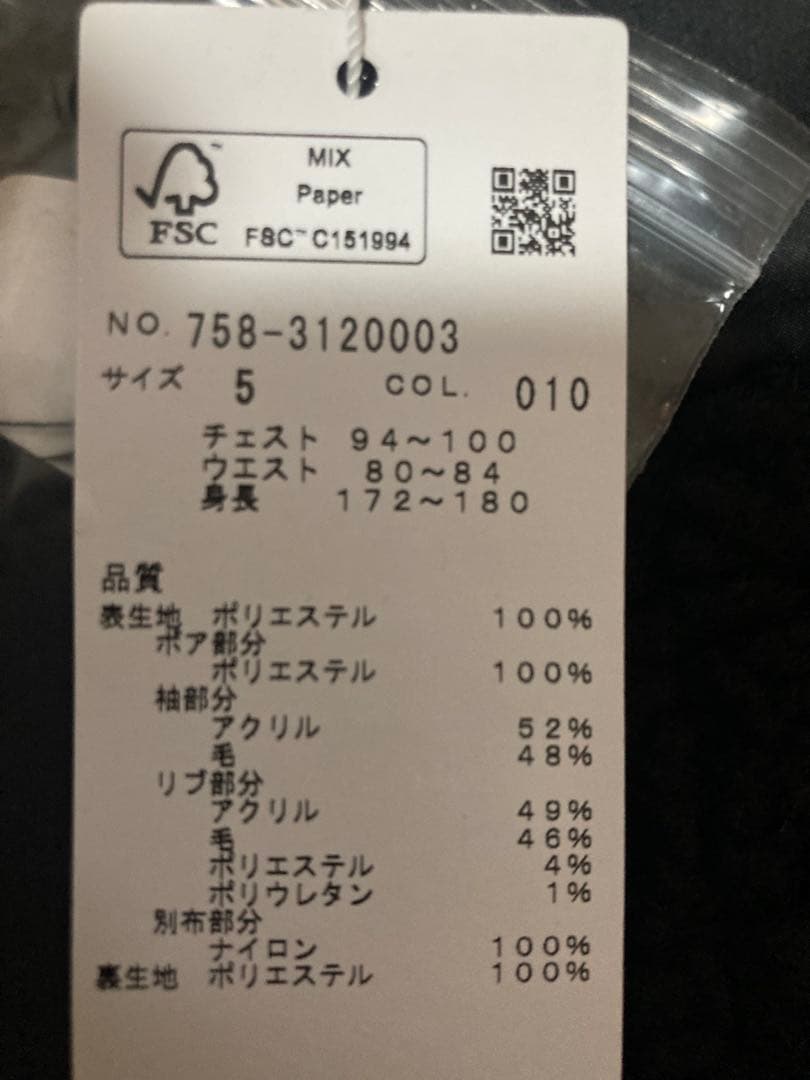 MIX
Paper
FSC
FSC™ C151994
NO. 758-3120003
サイズ 5 COL. 010
チェスト 94～100
ウエスト 80～84
身長 172～180
品質
表生地 ポリエステル 100%
ボア部分
ポリエステル 100%
袖部分
アクリル 52%
毛 48%
リブ部分
アクリル 49%
毛 46%
ポリエステル 4%
ポリウレタン 1%
別布部分
ナイロン 100%
裏生地 ポリエステル 100%